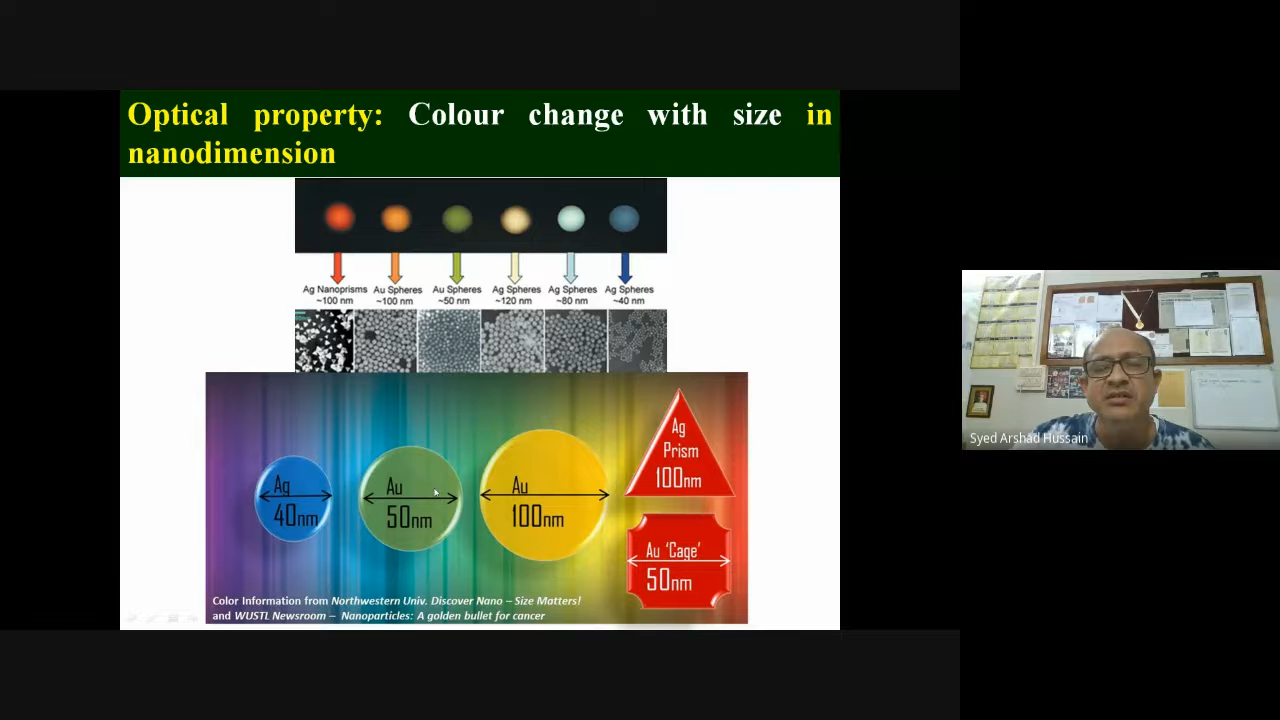 Optical property: Colour change with size in
nanodimension
Ag Nanoprisms Au Spheres Au Spheres Ag Spheres Ag Spheres Ag Spheres
~100 nm ~100 nm ~50 nm ~120 nm ~80 nm ~40 nm
Ag
40nm
Au
50nm
Au
100nm
Ag
Prism
100nm
Au 'Cage'
50nm
Color Information from Northwestern Univ. Discover Nano – Size Matters!
and WUSTL Newsroom – Nanoparticles: A golden bullet for cancer
Syed Arshad Hussain